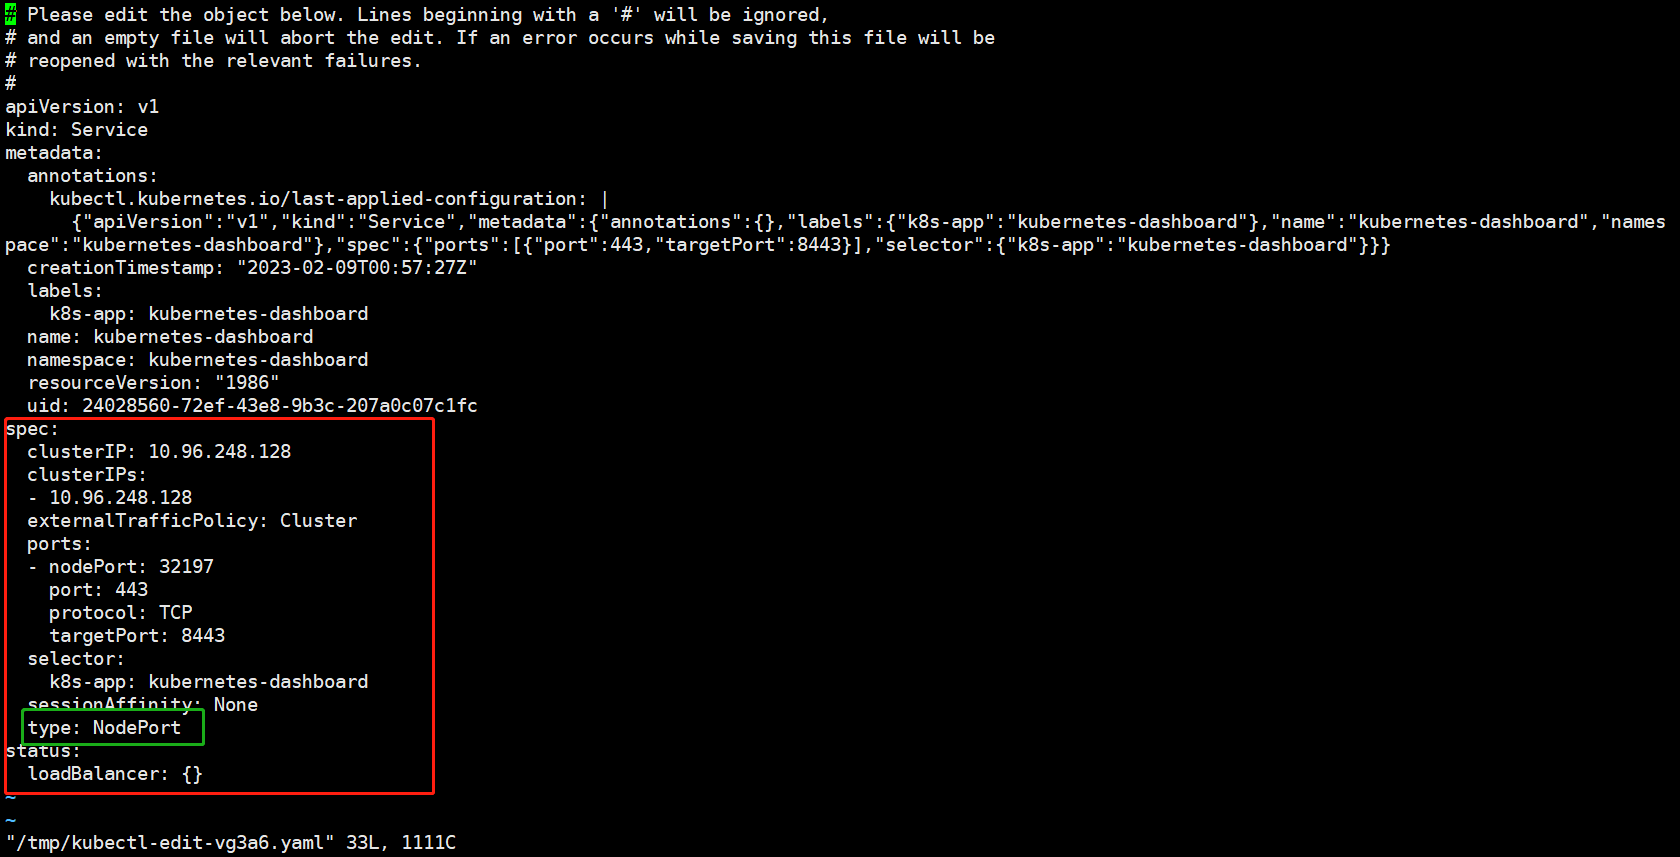 # Please edit the object below. Lines beginning with a '#' will be ignored,
# and an empty file will abort the edit. If an error occurs while saving this file will be
# reopened with the relevant failures.
#
apiVersion: v1
kind: Service
metadata:
  annotations:
    kubectl.kubernetes.io/last-applied-configuration: |
      {"apiVersion":"v1","kind":"Service","metadata":{"annotations":{},"labels":{"k8s-app":"kubernetes-dashboard"},"name":"kubernetes-dashboard","names
pace":"kubernetes-dashboard"},"spec":{"ports":[{"port":443,"targetPort":8443}],"selector":{"k8s-app":"kubernetes-dashboard"}}}
  creationTimestamp: "2023-02-09T00:57:27Z"
  labels:
    k8s-app: kubernetes-dashboard
  name: kubernetes-dashboard
  namespace: kubernetes-dashboard
  resourceVersion: "1986"
  uid: 24028560-72ef-43e8-9b3c-207a0c07c1fc
spec:
  clusterIP: 10.96.248.128
  clusterIPs:
  - 10.96.248.128
  externalTrafficPolicy: Cluster
  ports:
  - nodePort: 32197
    port: 443
    protocol: TCP
    targetPort: 8443
  selector:
    k8s-app: kubernetes-dashboard
  sessionAffinity: None
  type: NodePort
status:
  loadBalancer: {}
~
~
"/tmp/kubectl-edit-vg3a6.yaml" 33L, 1111C